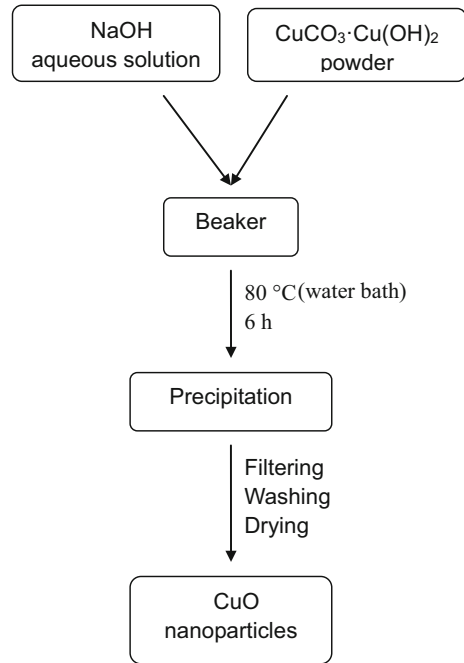 NaOH
aqueous solution
CuCO₃·Cu(OH)₂
powder
Beaker
80 °C(water bath)
6 h
Precipitation
Filtering
Washing
Drying
CuO
nanoparticles